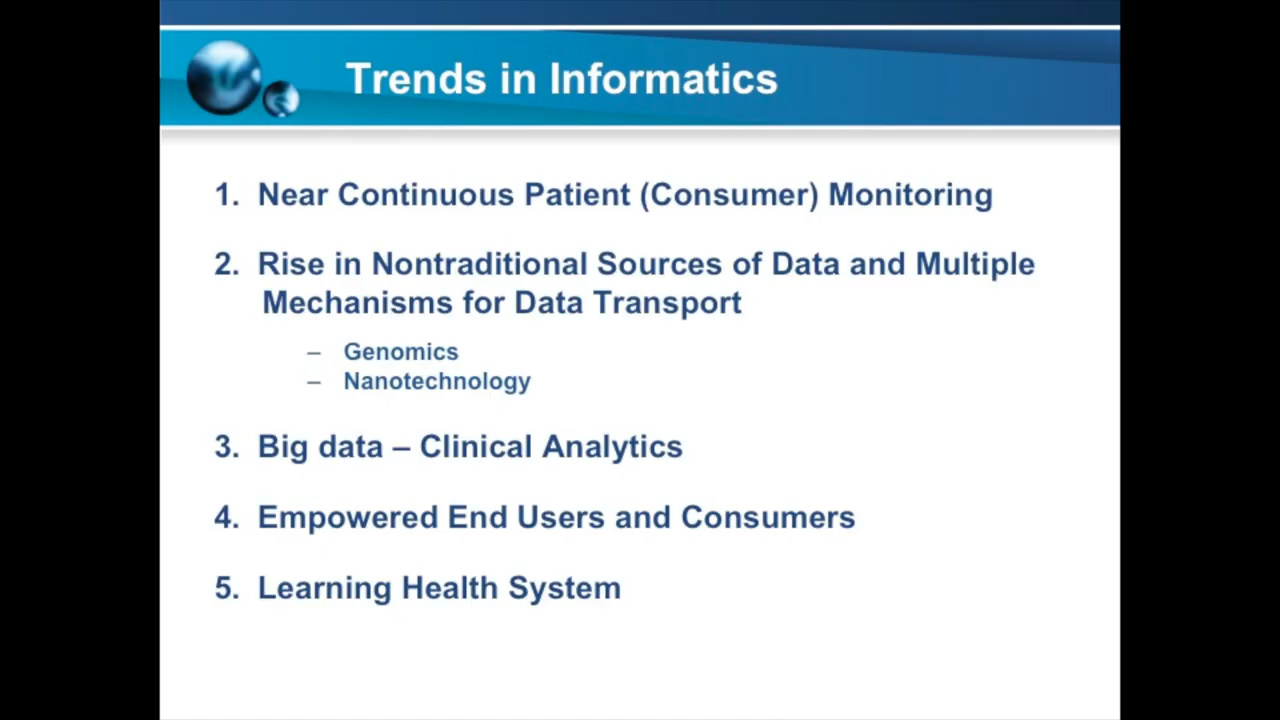 Trends in Informatics
1. Near Continuous Patient (Consumer) Monitoring
2. Rise in Nontraditional Sources of Data and Multiple
Mechanisms for Data Transport
– Genomics
– Nanotechnology
3. Big data – Clinical Analytics
4. Empowered End Users and Consumers
5. Learning Health System